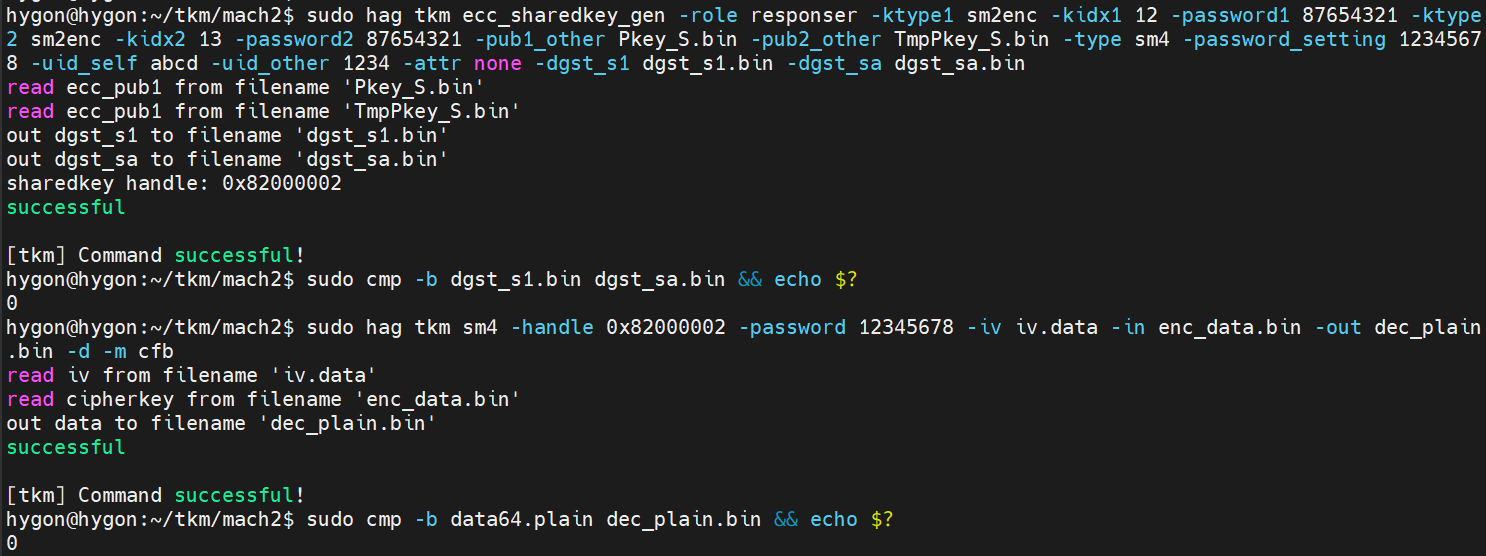 hygon@hygon:~/tkm/mach2$ sudo hag tkm ecc_sharedkey_gen -role responser -ktype1 sm2enc -kidx1 12 -password1 87654321 -ktype
2 sm2enc -kidx2 13 -password2 87654321 -pub1_other Pkey_S.bin -pub2_other TmpPkey_S.bin -type sm4 -password_setting 1234567
8 -uid_self abcd -uid_other 1234 -attr none -dgst_s1 dgst_s1.bin -dgst_sa dgst_sa.bin
read ecc_pub1 from filename 'Pkey_S.bin'
read ecc_pub1 from filename 'TmpPkey_S.bin'
out dgst_s1 to filename 'dgst_s1.bin'
out dgst_sa to filename 'dgst_sa.bin'
sharedkey handle: 0x82000002
successful
[tkm] Command successful!
hygon@hygon:~/tkm/mach2$ sudo cmp -b dgst_s1.bin dgst_sa.bin && echo $?
0
hygon@hygon:~/tkm/mach2$ sudo hag tkm sm4 -handle 0x82000002 -password 12345678 -iv iv.data -in enc_data.bin -out dec_plain
.bin -d -m cfb
read iv from filename 'iv.data'
read cipherkey from filename 'enc_data.bin'
out data to filename 'dec_plain.bin'
successful
[tkm] Command successful!
hygon@hygon:~/tkm/mach2$ sudo cmp -b data64.plain dec_plain.bin && echo $?
0